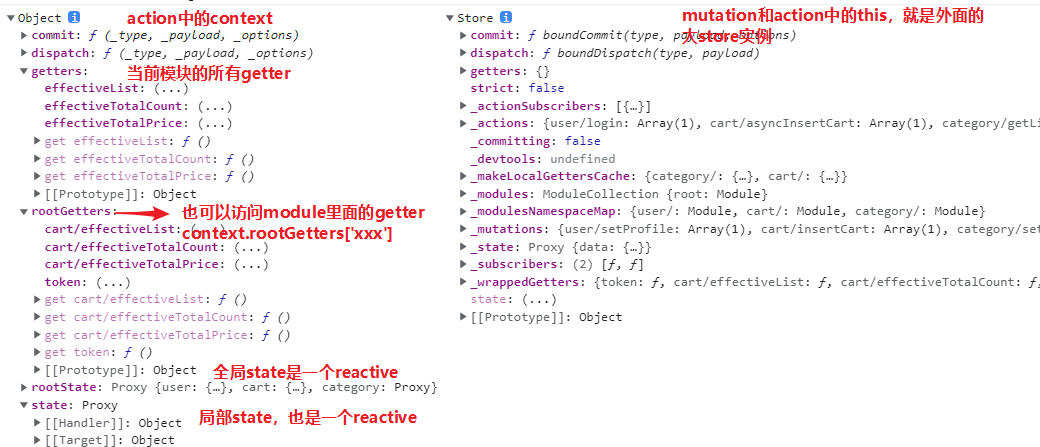 Object i action中的context
commit: ƒ (_type, _payload, _options)
dispatch: ƒ (_type, _payload, _options)
getters: 当前模块的所有getter
effectiveList: (...)
effectiveTotalCount: (...)
effectiveTotalPrice: (...)
get effectiveList: ƒ ()
get effectiveTotalCount: ƒ ()
get effectiveTotalPrice: ƒ ()
[[Prototype]]: Object
rootGetters: 也可以访问module里面的getter
cart/effectiveList: context.rootGetters['xxx']
cart/effectiveTotalCount: (...)
cart/effectiveTotalPrice: (...)
token: (...)
get cart/effectiveList: ƒ ()
get cart/effectiveTotalCount: ƒ ()
get cart/effectiveTotalPrice: ƒ ()
get token: ƒ ()
[[Prototype]]: Object 全局state是一个reactive
rootState: Proxy {user: {…}, cart: {…}, category: Proxy}
state: Proxy
[[Handler]]: Object 局部state，也是一个reactive
[[Target]]: Object
Store i mutation和action中的this，就是外面的
大store实例
commit: ƒ boundCommit(type, payload, options)
dispatch: ƒ boundDispatch(type, payload)
getters: {}
strict: false
_actionSubscribers: [{…}]
_actions: {user/login: Array(1), cart/asyncInsertCart: Array(1), category/getLi
_committing: false
_devtools: undefined
_makeLocalGettersCache: {category/: {…}, cart/: {…}}
_modules: ModuleCollection {root: Module}
_modulesNamespaceMap: {user/: Module, cart/: Module, category/: Module}
_mutations: {user/setProfile: Array(1), cart/insertCart: Array(1), category/set
_state: Proxy {data: {…}}
_subscribers: (2) [ƒ, ƒ]
_wrappedGetters: {token: ƒ, cart/effectiveList: ƒ, cart/effectiveTotalCount: ƒ,
state: (...)
[[Prototype]]: Object